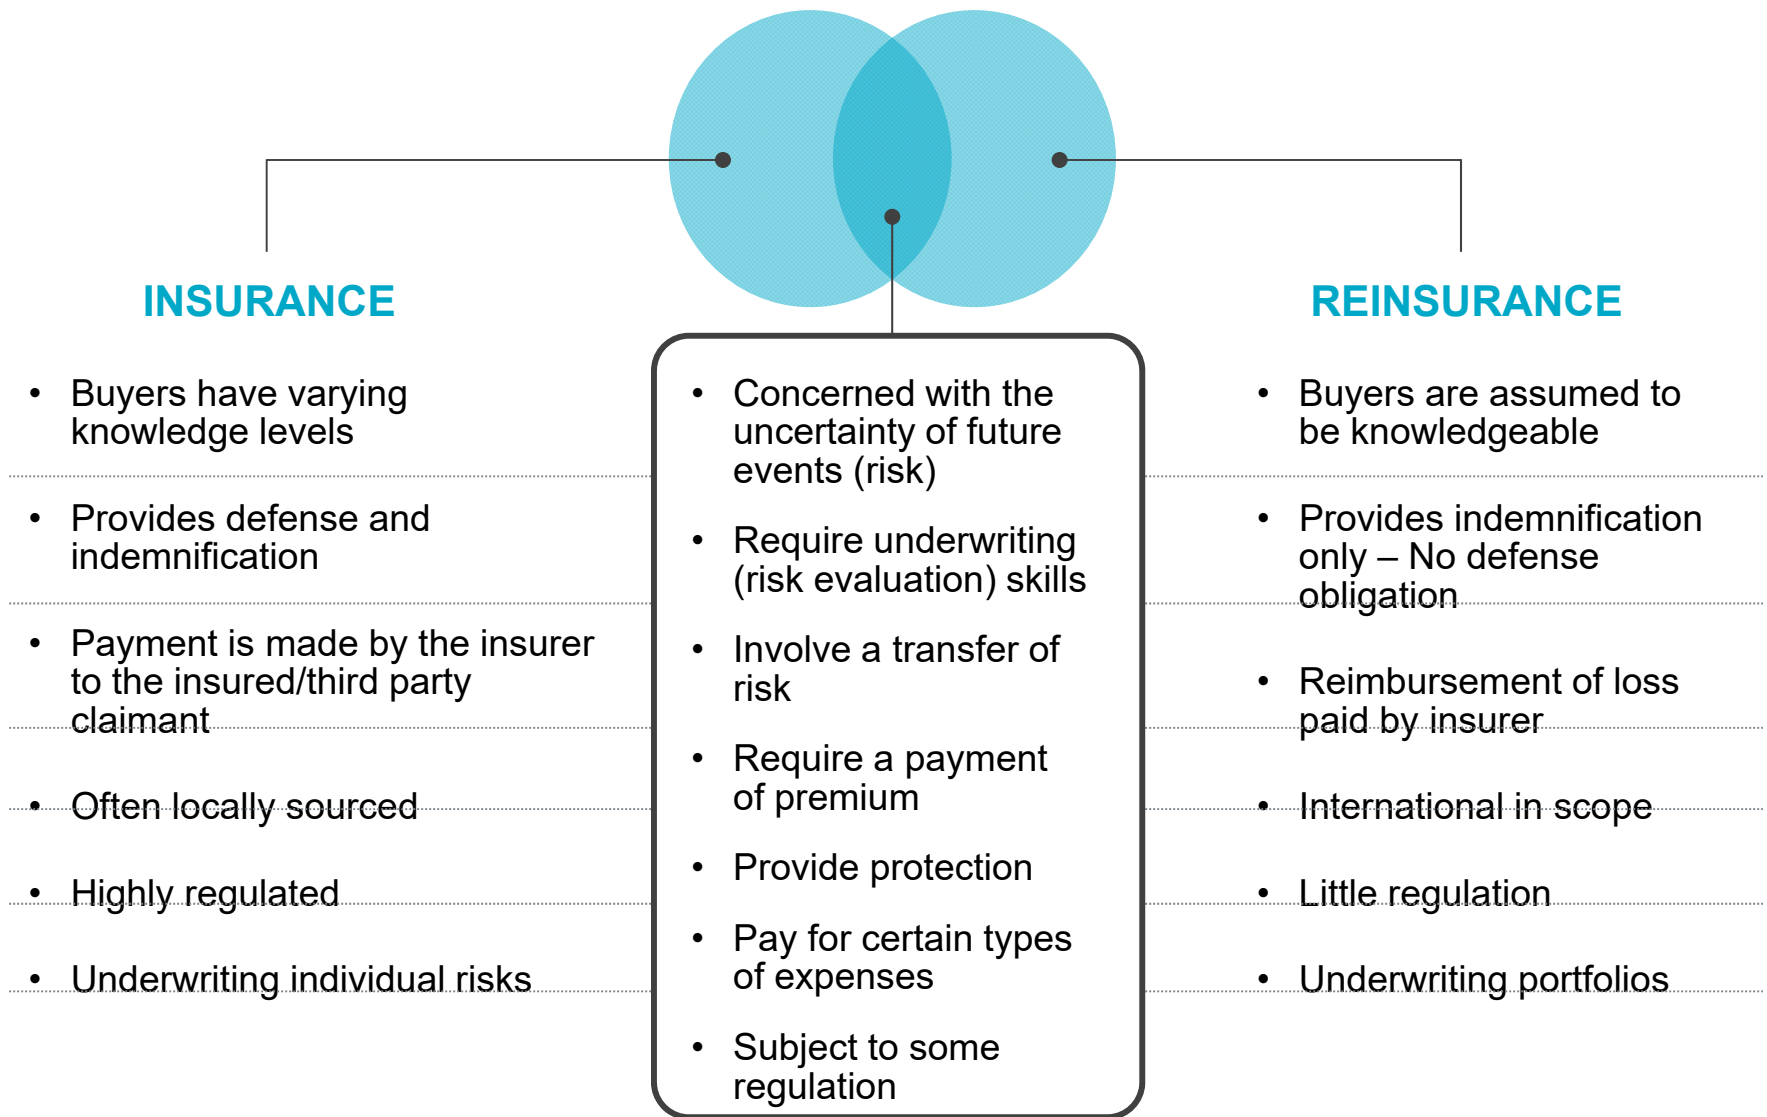 INSURANCE
• Buyers have varying
knowledge levels
• Provides defense and
indemnification
• Payment is made by the insurer
to the insured/third party
claimant
• Often locally sourced
• Highly regulated
• Underwriting individual risks
• Concerned with the
uncertainty of future
events (risk)
• Require underwriting
(risk evaluation) skills
• Involve a transfer of
risk
• Require a payment
of premium
• Provide protection
• Pay for certain types
of expenses
• Subject to some
regulation
REINSURANCE
• Buyers are assumed to
be knowledgeable
• Provides indemnification
only – No defense
obligation
• Reimbursement of loss
paid by insurer
• International in scope
• Little regulation
• Underwriting portfolios